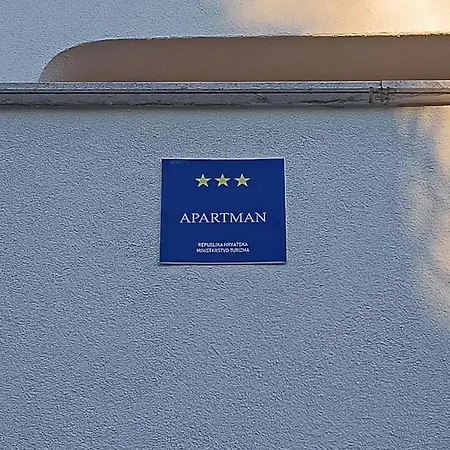 APARTMAN
REPUBLIKA HRVATSKA
MINISTARSTVO TURIZMA